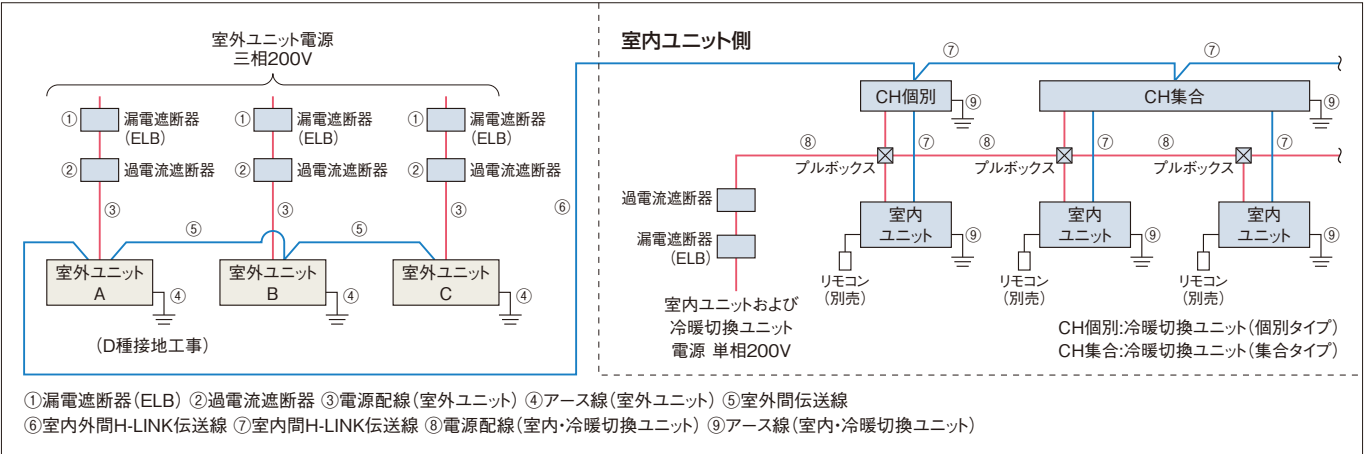 室外ユニット電源
三相200V
① 漏電遮断器
(ELB)
① 漏電遮断器
(ELB)
① 漏電遮断器
(ELB)
② 過電流遮断器
② 過電流遮断器
② 過電流遮断器
③
③
③
⑤
⑤
⑥
室外ユニット
A
④
室外ユニット
B
④
室外ユニット
C
④
(D種接地工事)
室内ユニット側
⑦
⑦
CH個別
⑨
CH集合
⑨
⑧
プルボックス
⑦
⑧
プルボックス
⑦
⑧
プルボックス
⑦
過電流遮断器
漏電遮断器
(ELB)
室内ユニットおよび
冷暖切換ユニット
電源 単相200V
室内
ユニット
⑨
リモコン
(別売)
室内
ユニット
⑨
リモコン
(別売)
室内
ユニット
⑨
リモコン
(別売)
CH個別:冷暖切換ユニット(個別タイプ)
CH集合:冷暖切換ユニット(集合タイプ)
①漏電遮断器(ELB) ②過電流遮断器 ③電源配線(室外ユニット) ④アース線(室外ユニット) ⑤室外間伝送線
⑥室内外間H-LINK伝送線 ⑦室内間H-LINK伝送線 ⑧電源配線(室内・冷暖切換ユニット) ⑨アース線(室内・冷暖切換ユニット)